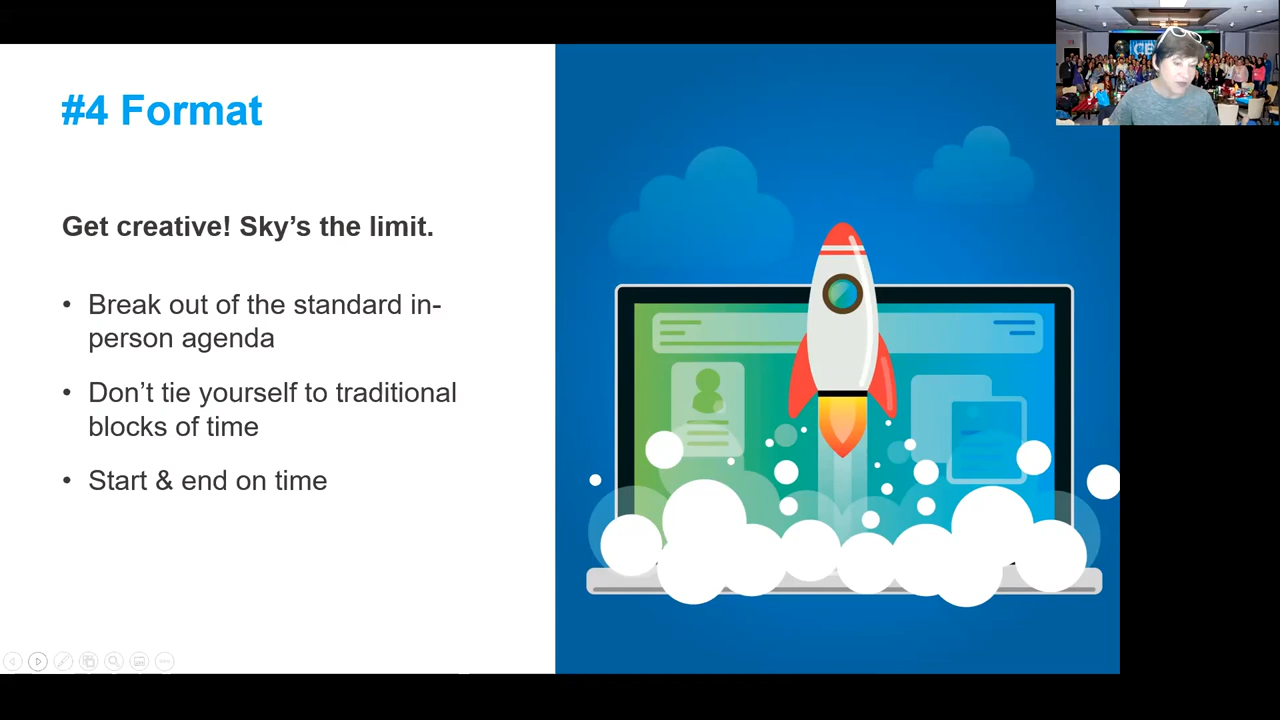 #4 Format
Get creative! Sky’s the limit.
• Break out of the standard in-
person agenda
• Don’t tie yourself to traditional
blocks of time
• Start & end on time